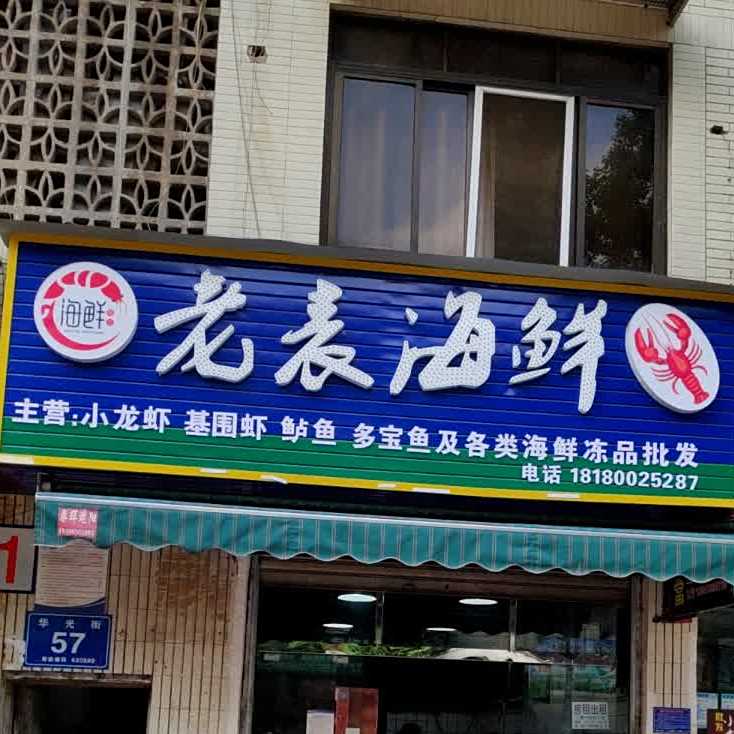 海鲜
老表海鲜
主营:小龙虾 基围虾 鲈鱼 多宝鱼及各类海鲜冻品批发
电话 18180025287
1
华光街
57